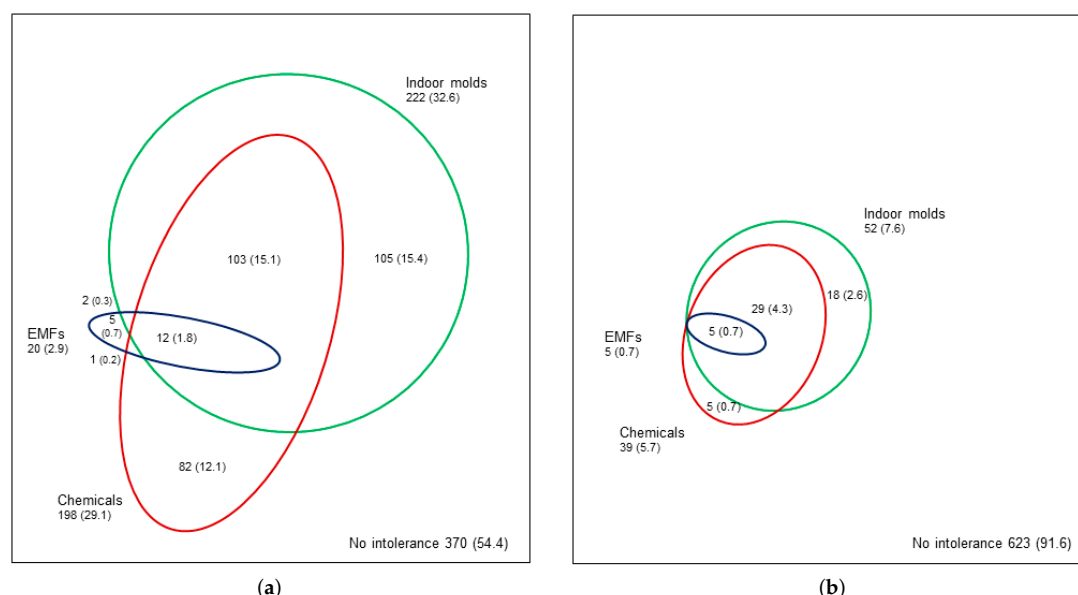 Indoor molds
222 (32.6)
103 (15.1)
105 (15.4)
2 (0.3)
5
(0.7)
EMFs
20 (2.9)
12 (1.8)
1 (0.2)
82 (12.1)
Chemicals
198 (29.1)
No intolerance 370 (54.4)
(a)
Indoor molds
52 (7.6)
18 (2.6)
29 (4.3)
EMFs
5 (0.7)
5 (0.7)
5 (0.7)
Chemicals
39 (5.7)
No intolerance 623 (91.6)
(b)